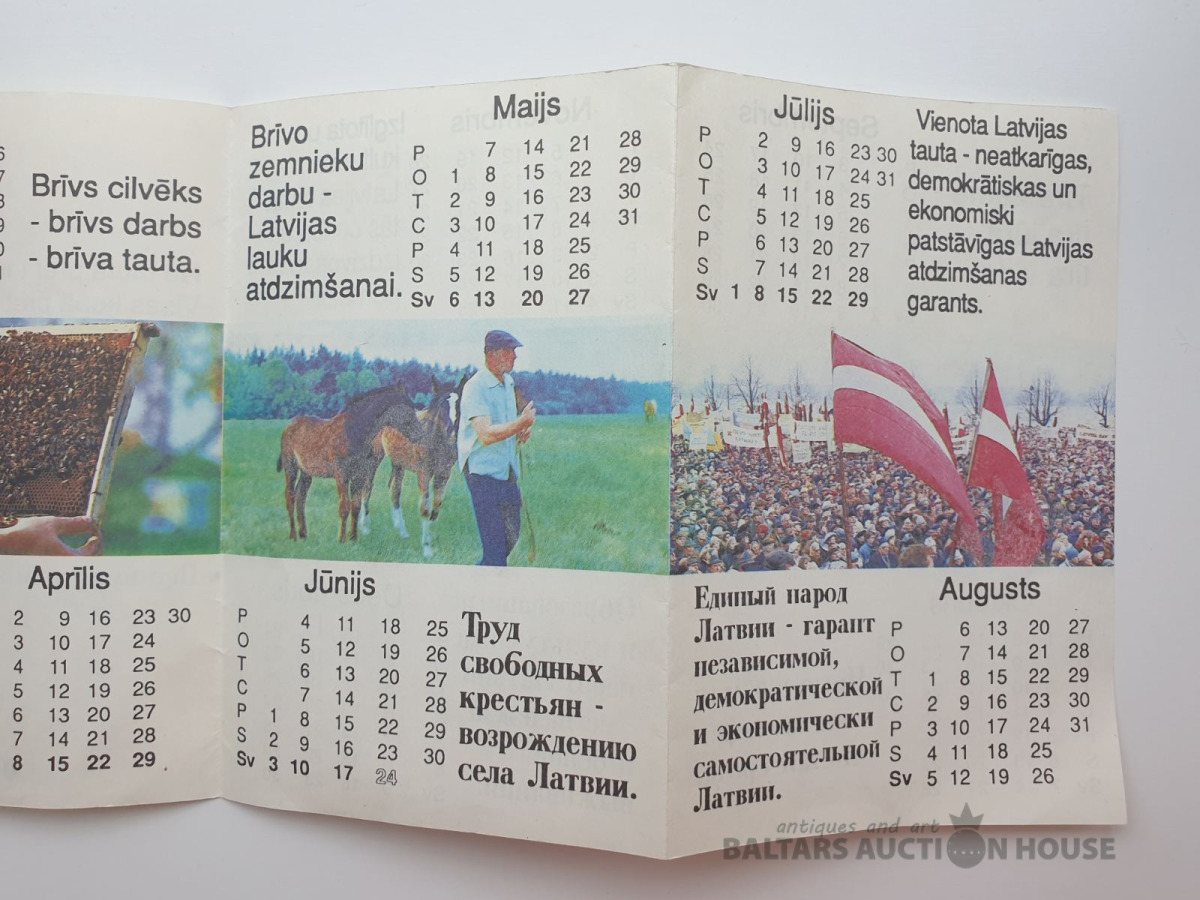 Brīvs cilvēks
- brīvs darbs
- brīva tauta.
Aprīlis
2 9 16 23 30
3 10 17 24
4 11 18 25
5 12 19 26
6 13 20 27
7 14 21 28
8 15 22 29
Brīvo
zemnieku
darbu -
Latvijas
lauku
atdzimšanai.
Maijs
P 7 14 21 28
O 1 8 15 22 29
T 2 9 16 23 30
C 3 10 17 24 31
P 4 11 18 25
S 5 12 19 26
Sv 6 13 20 27
Jūnijs
P 4 11 18 25
O 5 12 19 26
T 6 13 20 27
C 7 14 21 28
P 1 8 15 22 29
S 2 9 16 23 30
Sv 3 10 17 24
Труд
свободных
крестьян -
возрождению
села Латвии.
Jūlijs
P 2 9 16 23 30
O 3 10 17 24 31
T 4 11 18 25
C 5 12 19 26
P 6 13 20 27
S 7 14 21 28
Sv 1 8 15 22 29
Vienota Latvijas
tauta - neatkarīgas,
demokrātiskas un
ekonomiski
patstāvīgas Latvijas
atdzimšanas
garants.
Единый народ
Латвии - гарант
независимой,
демократической
и экономически
самостоятельной
Латвии.
Augusts
P 6 13 20 27
O 7 14 21 28
T 1 8 15 22 29
C 2 9 16 23 30
P 3 10 17 24 31
S 4 11 18 25
Sv 5 12 19 26
antiques and art
BALTARS AUCTION HOUSE